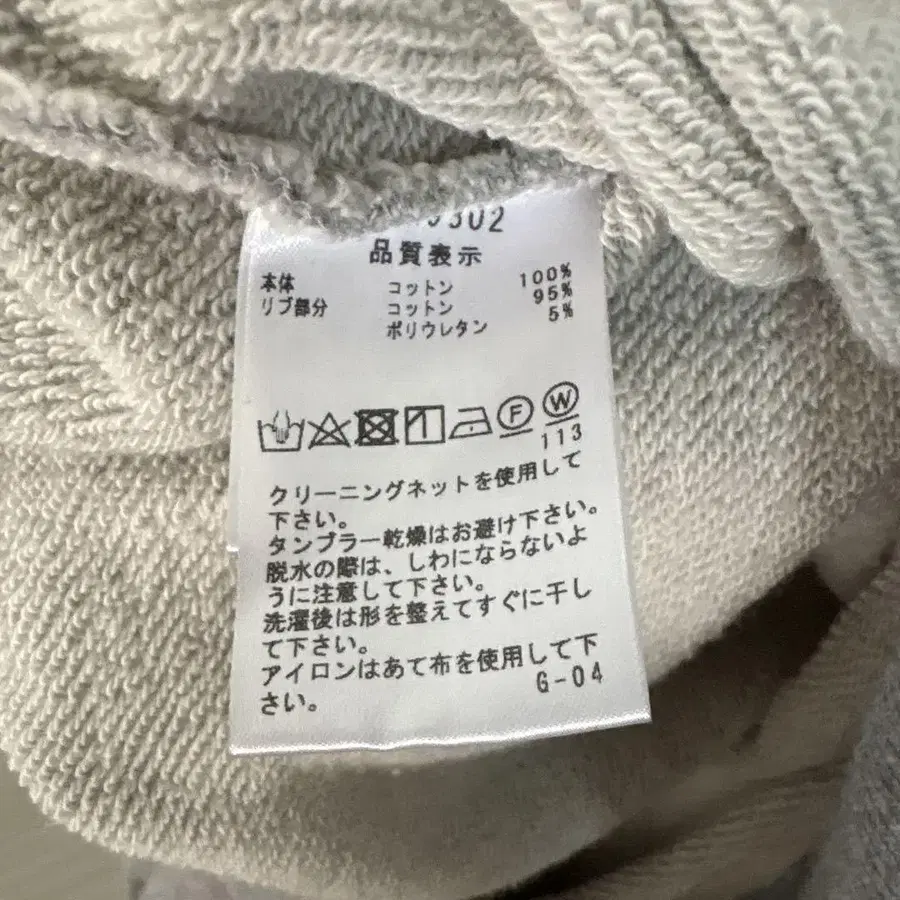 9302
品質表示
本体 コットン 100%
リブ部分 コットン 95%
ポリウレタン 5%
F W
113
クリーニングネットを使用して
下さい。
タンブラー乾燥はお避け下さい。
脱水の際は、しわにならないよ
うに注意して下さい。
洗濯後は形を整えてすぐに干し
て下さい。
アイロンはあて布を使用して下
さい。
G-04